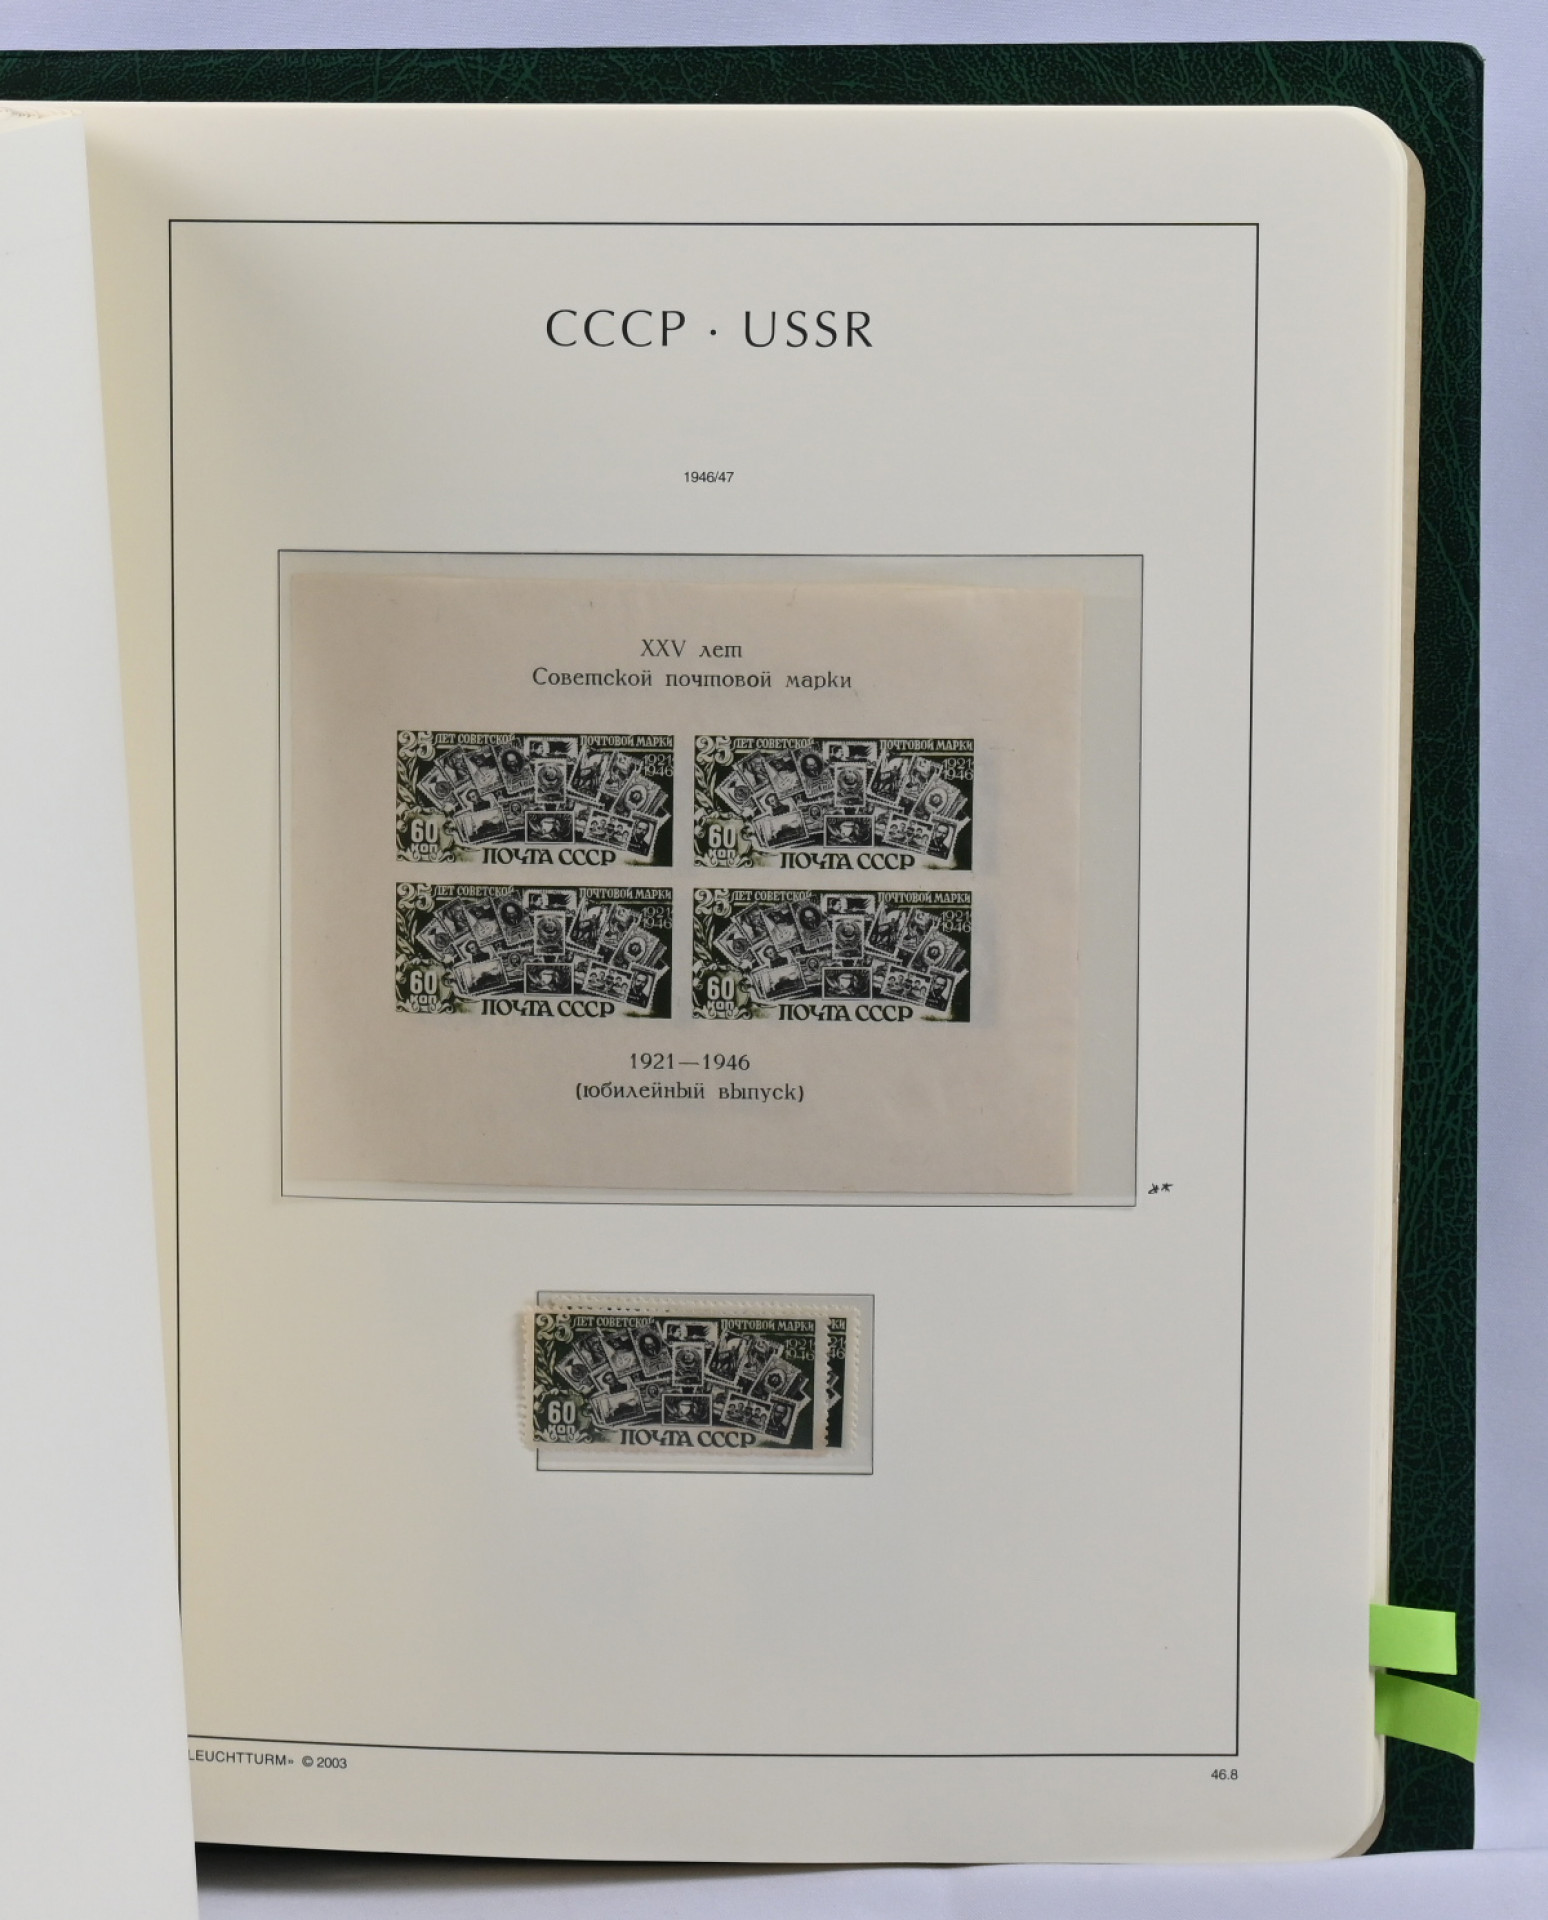 СССР · USSR
1946/47
XXV лет
Советской почтовой марки
25 ЛЕТ СОВЕТСКОЙ ПОЧТОВОЙ МАРКИ
1921
1946
60
КОП
ПОЧТА СССР
25 ЛЕТ СОВЕТСКОЙ ПОЧТОВОЙ МАРКИ
1921
1946
60
КОП
ПОЧТА СССР
25 ЛЕТ СОВЕТСКОЙ ПОЧТОВОЙ МАРКИ
1921
1946
60
КОП
ПОЧТА СССР
25 ЛЕТ СОВЕТСКОЙ ПОЧТОВОЙ МАРКИ
1921
1946
60
КОП
ПОЧТА СССР
1921—1946
(юбилейный выпуск)
**
25 ЛЕТ СОВЕТСКОЙ ПОЧТОВОЙ МАРКИ
1921
1946
60
КОП
ПОЧТА СССР
РКИ
21
46
LEUCHTTURM» © 2003
46.8